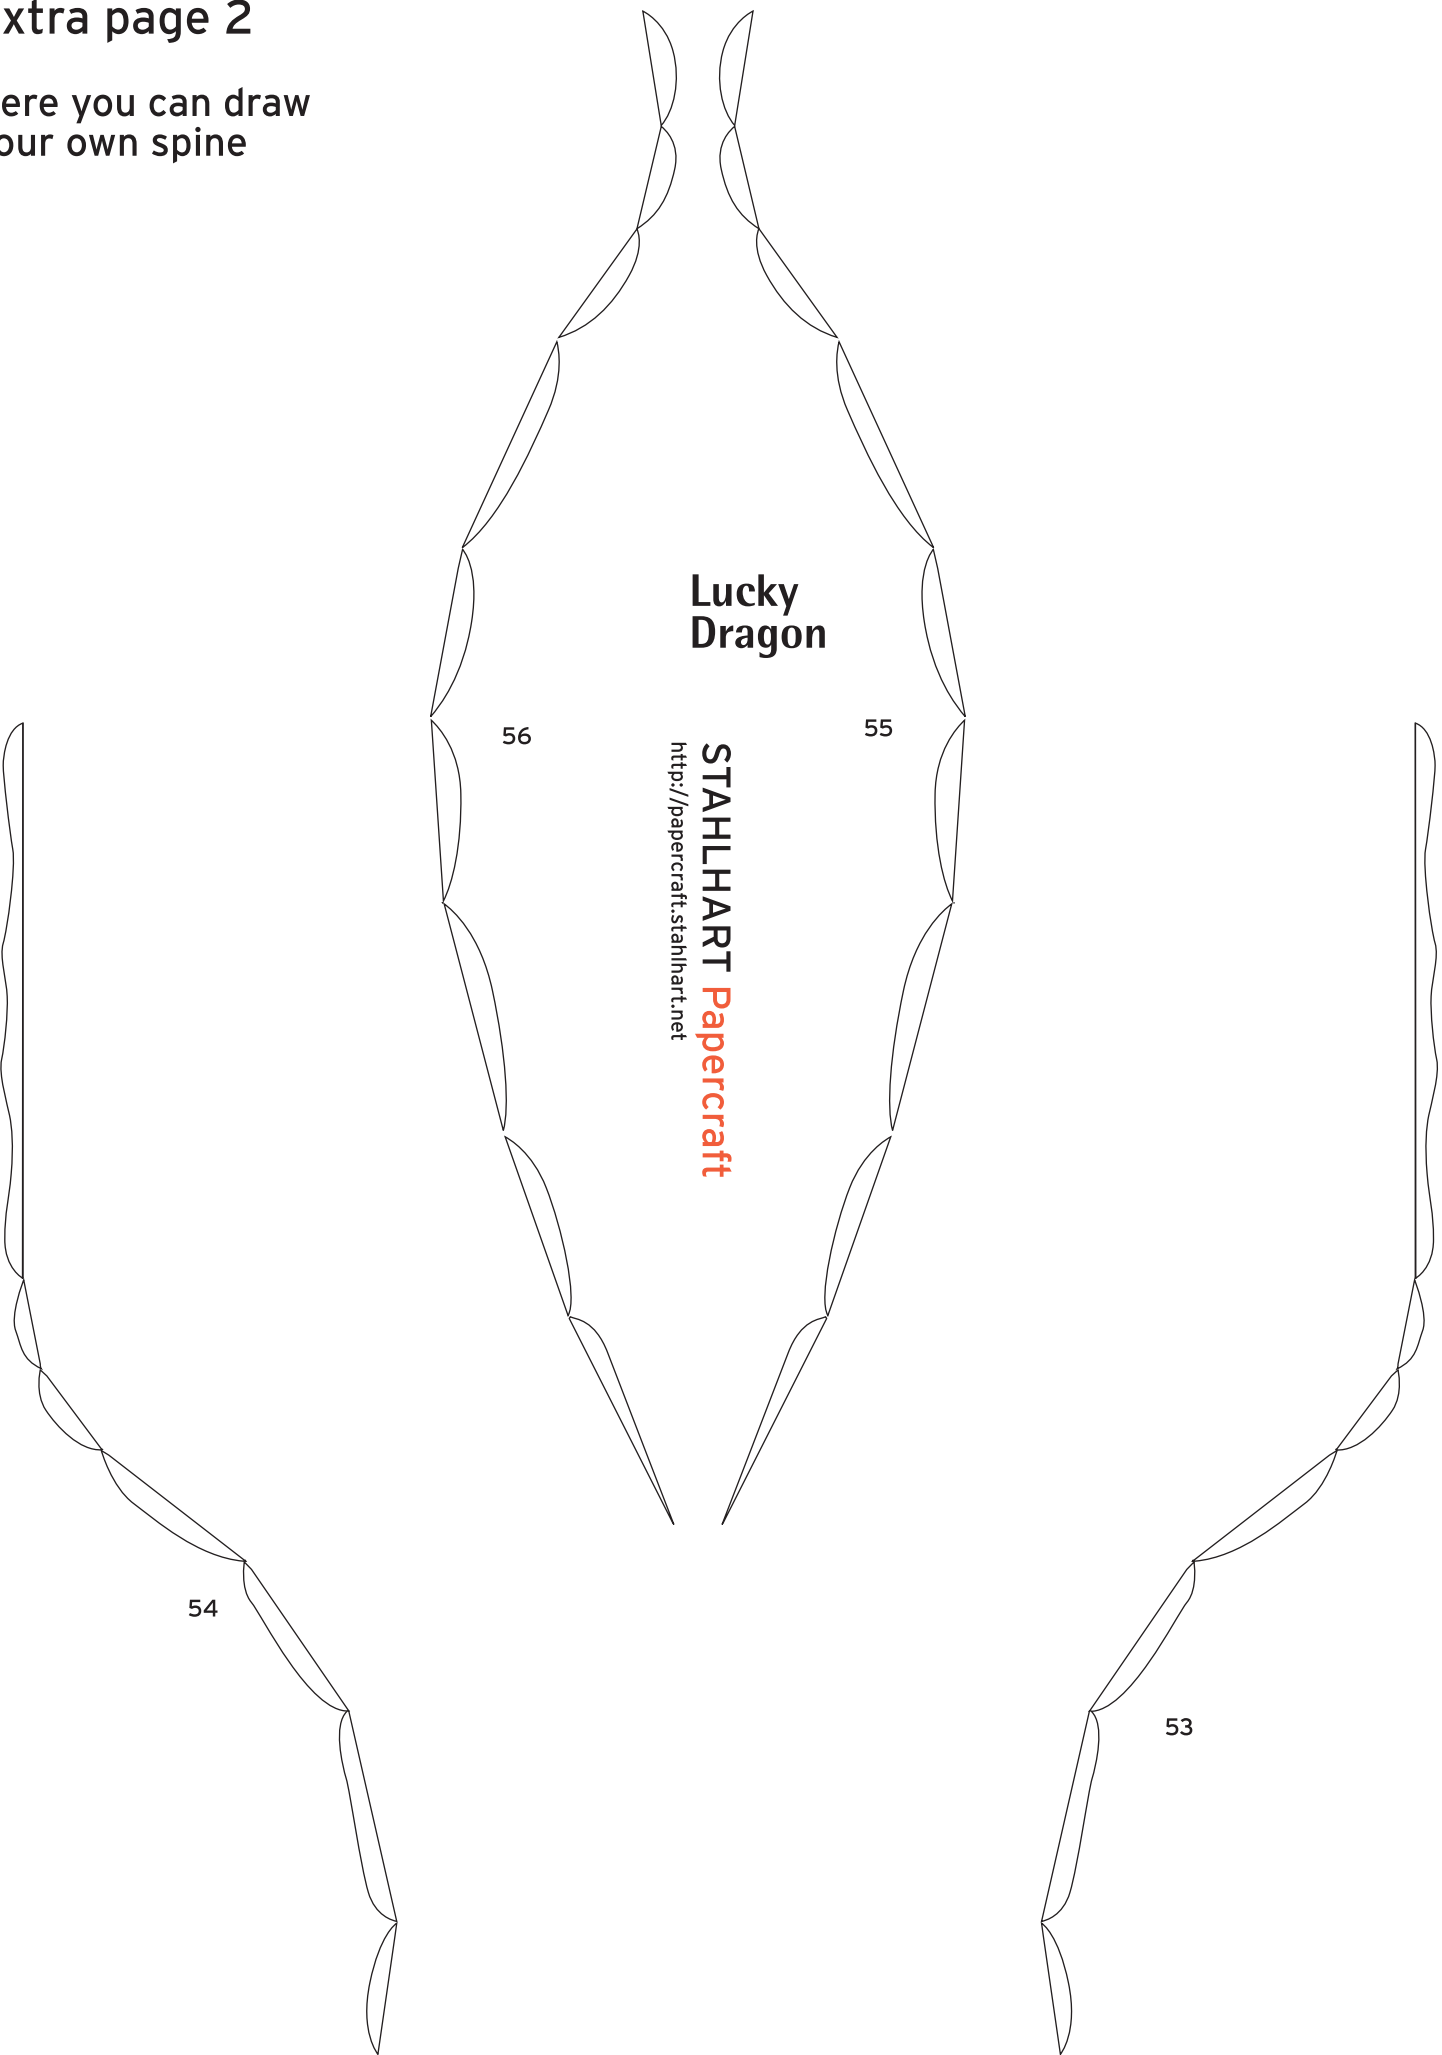 xtra page 2
ere you can draw
our own spine
Lucky
Dragon
56
55
STAHLHART Papercraft
http://papercraft.stahlhart.net
54
53